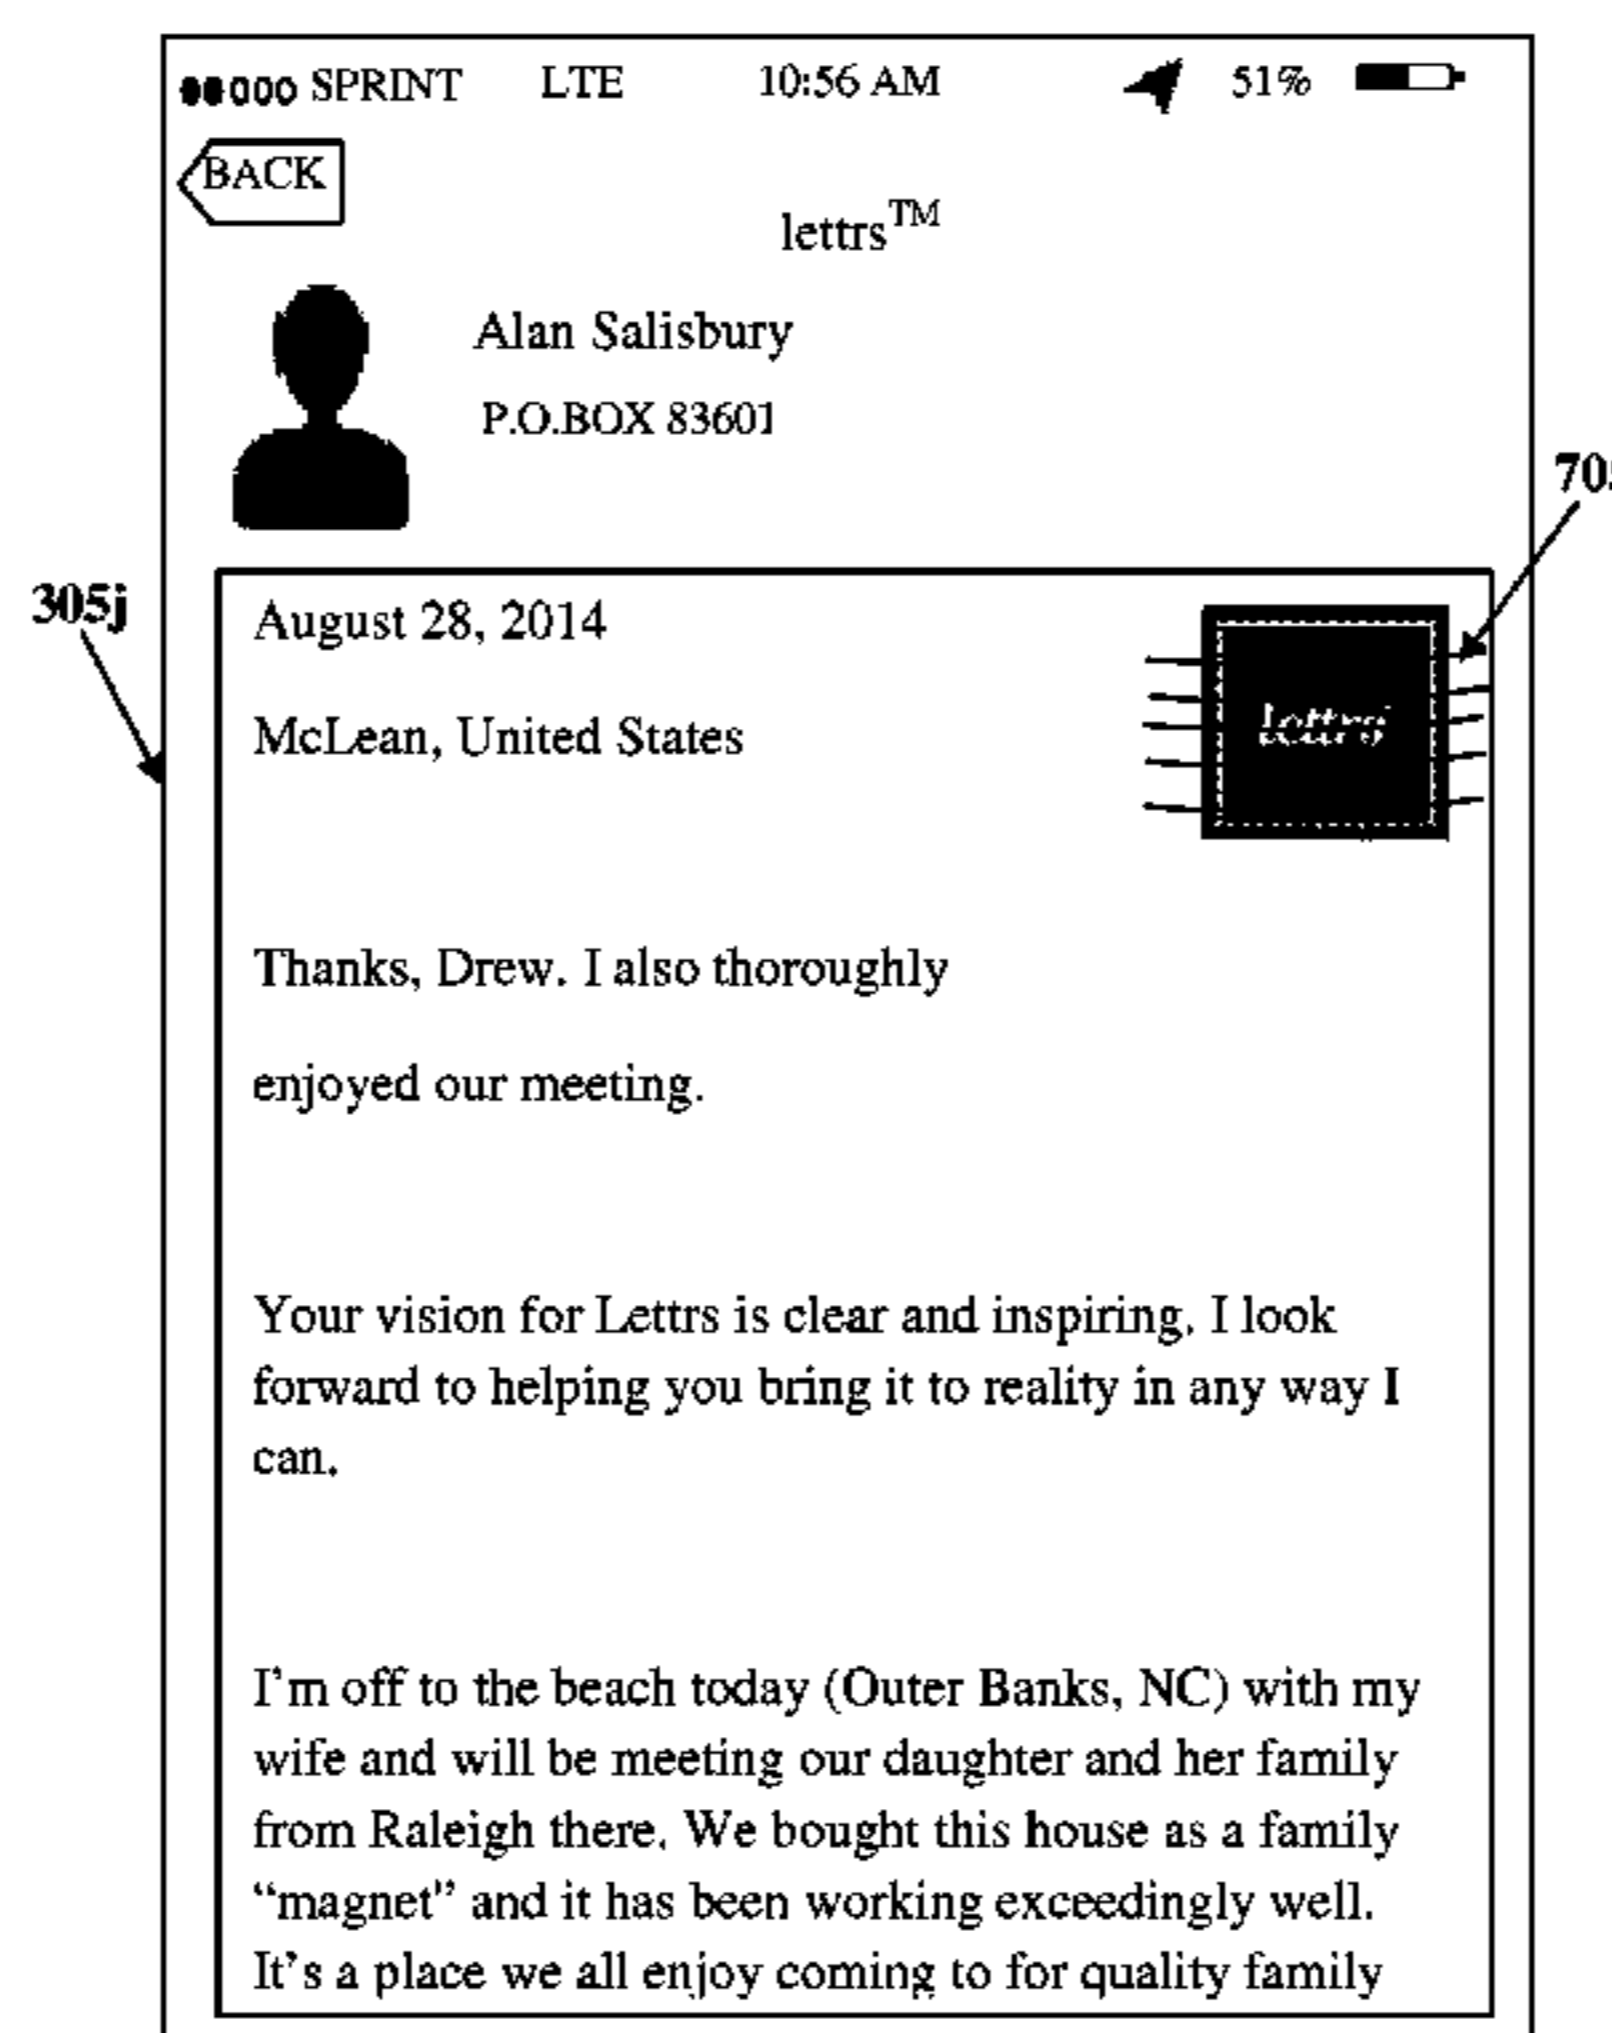 SPRINT LTE 10:56 AM 51%
BACK
lettrs™
Alan Salisbury
P.O.BOX 83601
305j
August 28, 2014
McLean, United States
lettrs
Thanks, Drew. I also thoroughly
enjoyed our meeting.
Your vision for Lettrs is clear and inspiring. I look
forward to helping you bring it to reality in any way I
can.
I'm off to the beach today (Outer Banks, NC) with my
wife and will be meeting our daughter and her family
from Raleigh there. We bought this house as a family
“magnet” and it has been working exceedingly well.
It's a place we all enjoy coming to for quality family